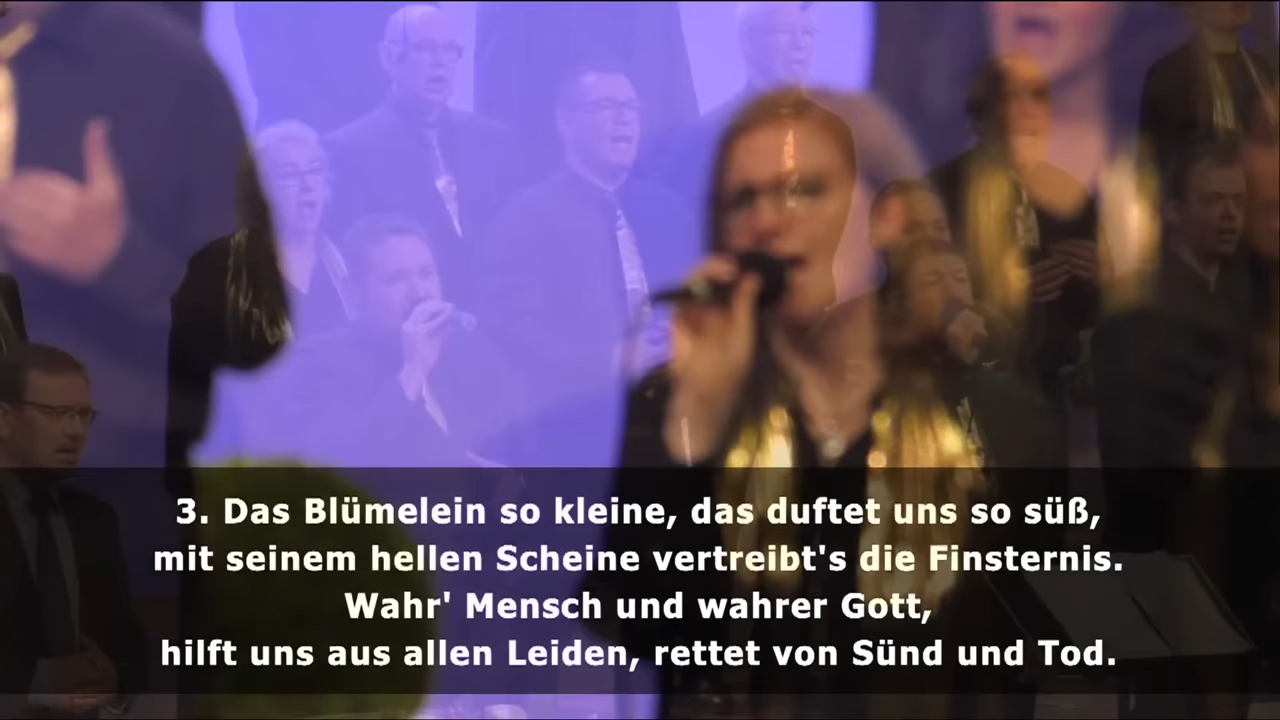 3. Das Blümelein so kleine, das duftet uns so süß,
mit seinem hellen Scheine vertreibt's die Finsternis.
Wahr' Mensch und wahrer Gott,
hilft uns aus allen Leiden, rettet von Sünd und Tod.